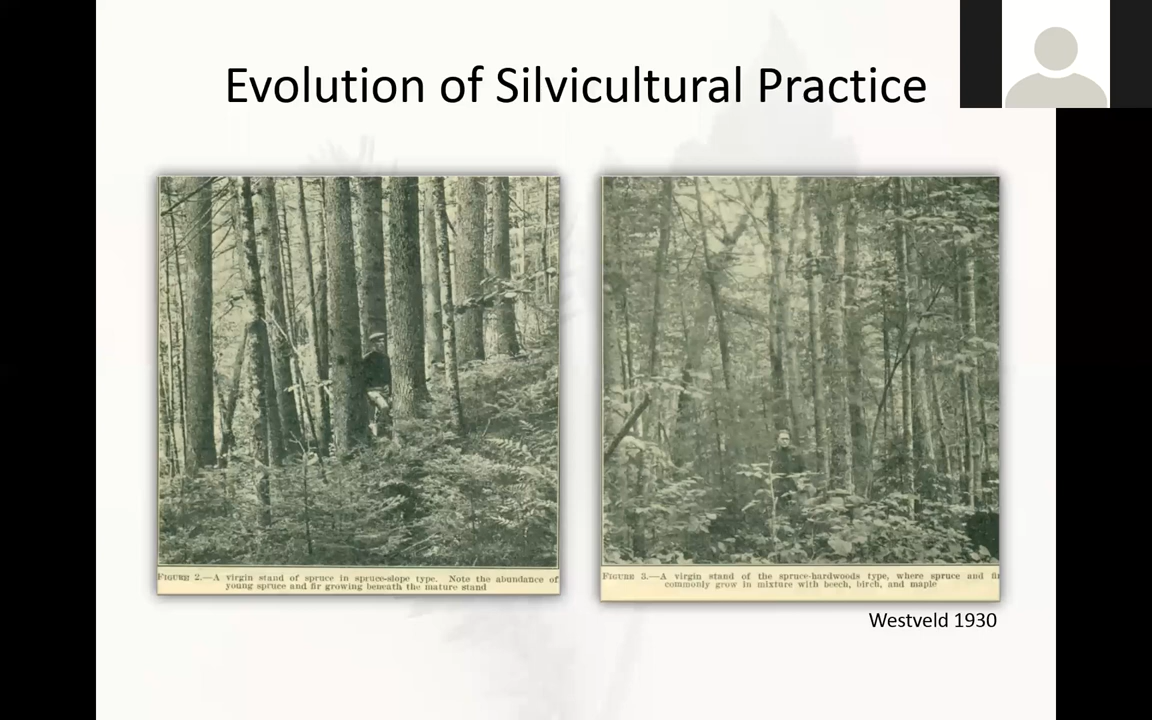 Evolution of Silvicultural Practice
FIGURE 2.—A virgin stand of spruce in spruce-slope type. Note the abundance of
young spruce and fir growing beneath the mature stand
FIGURE 3.—A virgin stand of the spruce-hardwoods type, where spruce and fi
commonly grow in mixture with beech, birch, and maple
Westveld 1930